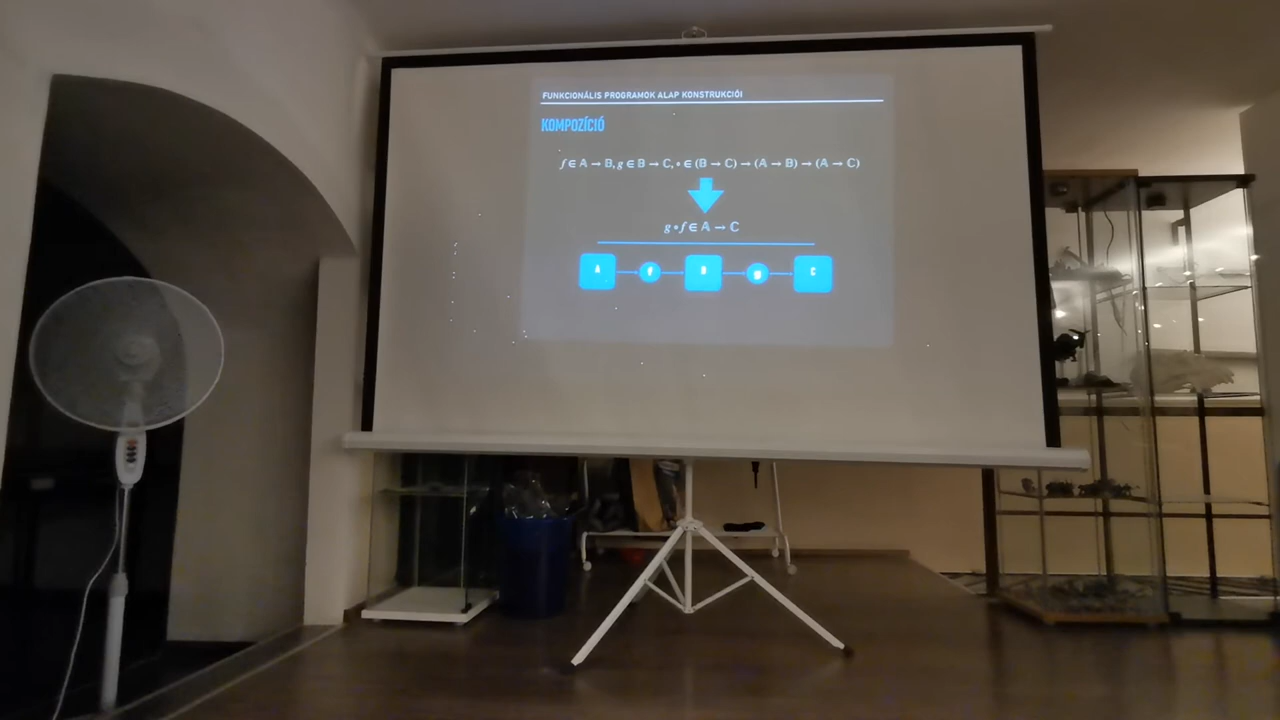 FUNKCIONÁLIS PROGRAMOK ALAP KONSTRUKCIÓI
KOMPOZÍCIÓ
f ∈ A → B, g ∈ B → C, ∘ ∈ (B → C) → (A → B) → (A → C)
g ∘ f ∈ A → C
A f B g C